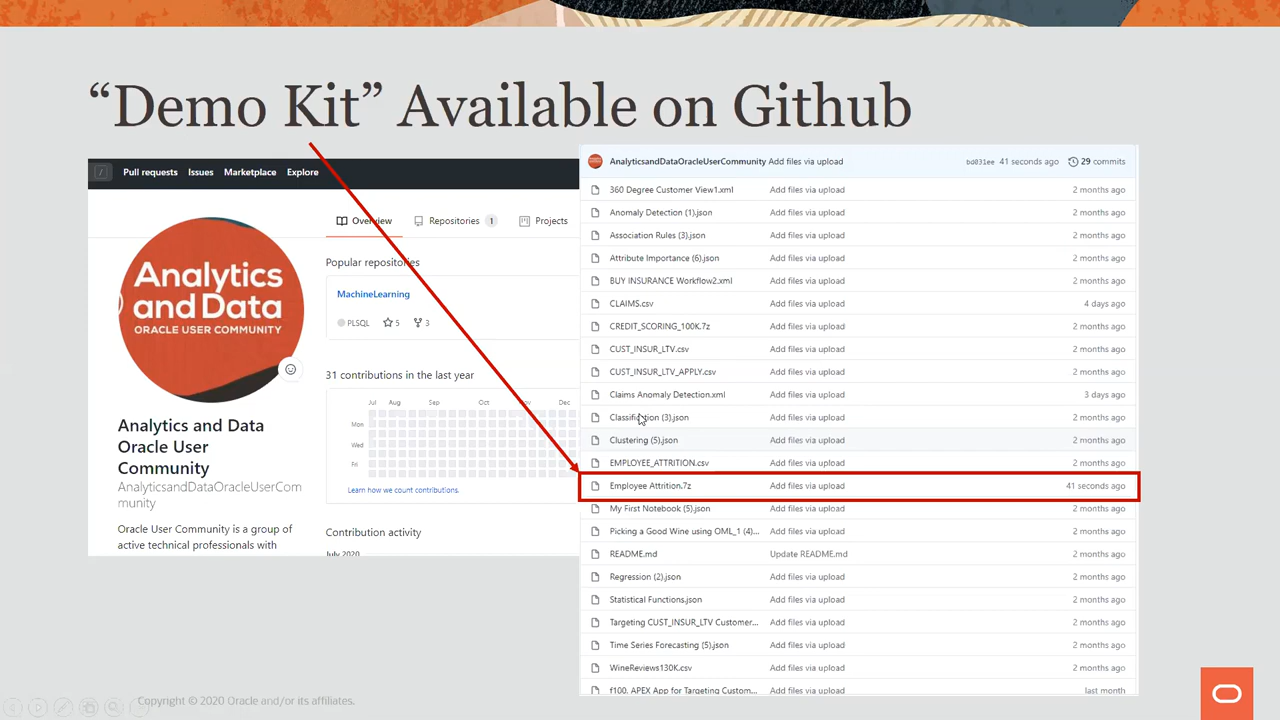 “Demo Kit” Available on Github
/
Pull requests Issues Marketplace Explore
Analytics
and Data
ORACLE USER COMMUNITY
Analytics and Data
Oracle User
Community
AnalyticsandDataOracleUserCom
munity
Oracle User Community is a group of
active technical professionals with
Overview Repositories 1 Projects
Popular repositories
MachineLearning
PLSQL 5 3
31 contributions in the last year
Jul Aug Sep Oct Nov Dec
Mon
Wed
Fri
Learn how we count contributions.
Contribution activity
July 2020
AnalyticsandDataOracleUserCommunity Add files via upload bd031ee 41 seconds ago 29 commits
360 Degree Customer View1.xml Add files via upload 2 months ago
Anomaly Detection (1).json Add files via upload 2 months ago
Association Rules (3).json Add files via upload 2 months ago
Attribute Importance (6).json Add files via upload 2 months ago
BUY INSURANCE Workflow2.xml Add files via upload 2 months ago
CLAIMS.csv Add files via upload 4 days ago
CREDIT_SCORING_100K.7z Add files via upload 2 months ago
CUST_INSUR_LTV.csv Add files via upload 2 months ago
CUST_INSUR_LTV_APPLY.csv Add files via upload 2 months ago
Claims Anomaly Detection.xml Add files via upload 3 days ago
Classification (3).json Add files via upload 2 months ago
Clustering (5).json Add files via upload 2 months ago
EMPLOYEE_ATTRITION.csv Add files via upload 2 months ago
Employee Attrition.7z Add files via upload 41 seconds ago
My First Notebook (5).json Add files via upload 2 months ago
Picking a Good Wine using OML_1 (4)... Add files via upload 2 months ago
README.md Update README.md 2 months ago
Regression (2).json Add files via upload 2 months ago
Statistical Functions.json Add files via upload 2 months ago
Targeting CUST_INSUR_LTV Customer... Add files via upload 2 months ago
Time Series Forecasting (5).json Add files via upload 2 months ago
WineReviews130K.csv Add files via upload 2 months ago
f100. APEX App for Targeting Custom... Add files via upload last month
Copyright © 2020 Oracle and/or its affiliates.